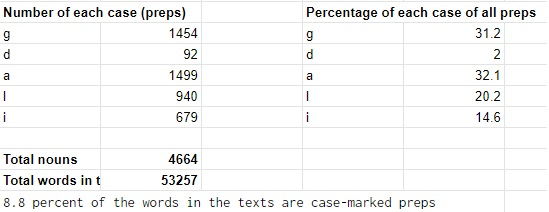 Number of each case (preps) Percentage of each case of all preps
g 1454 g 31.2
d 92 d 2
a 1499 a 32.1
l 940 l 20.2
i 679 i 14.6
Total nouns 4664
Total words in t 53257
8.8 percent of the words in the texts are case-marked preps